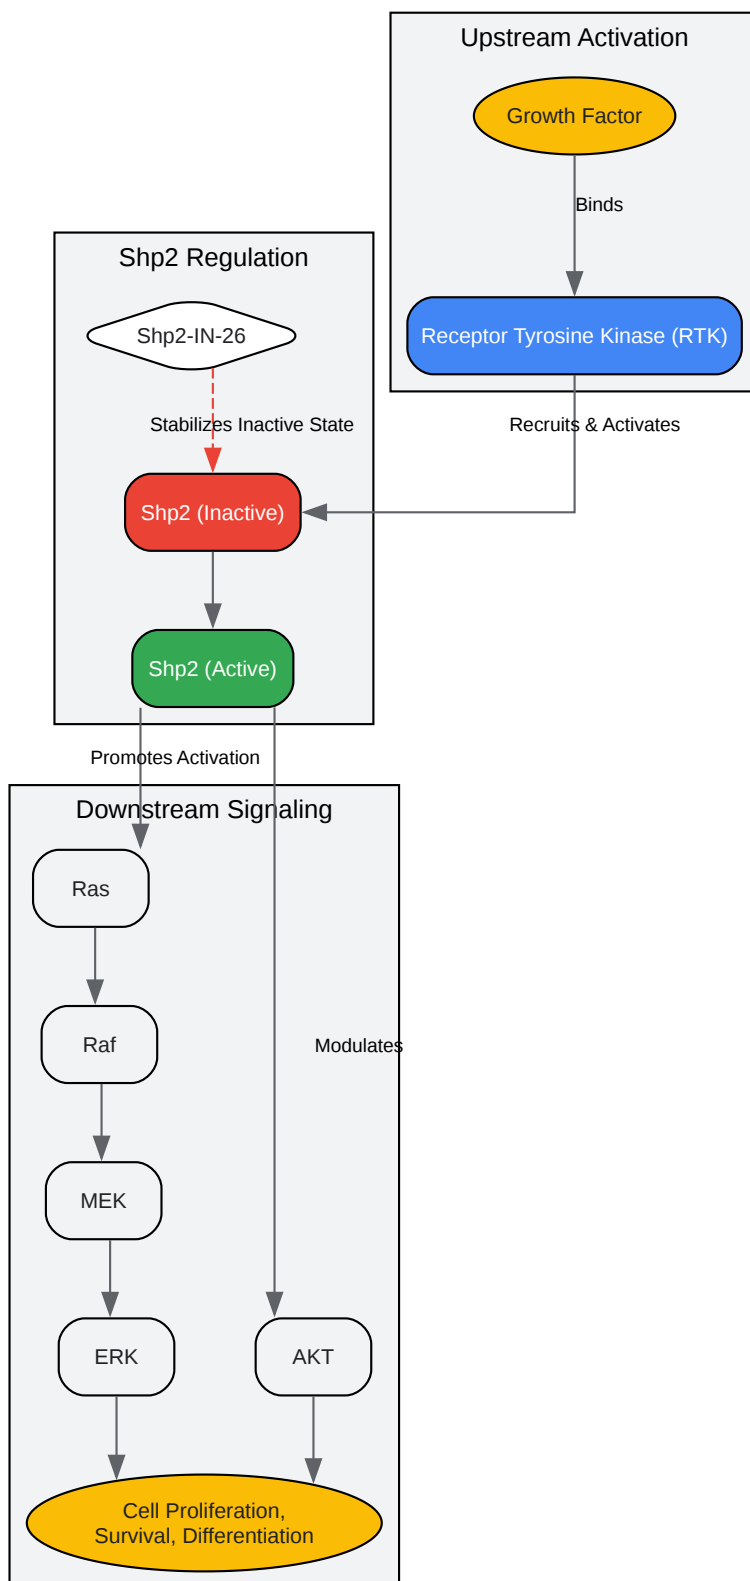 Upstream Activation
Growth Factor
Binds
Receptor Tyrosine Kinase (RTK)
Recruits & Activates
Shp2 Regulation
Shp2-IN-26
Stabilizes Inactive State
Shp2 (Inactive)
Shp2 (Active)
Promotes Activation
Downstream Signaling
Ras
Raf
Modulates
MEK
ERK
AKT
Cell Proliferation,
Survival, Differentiation